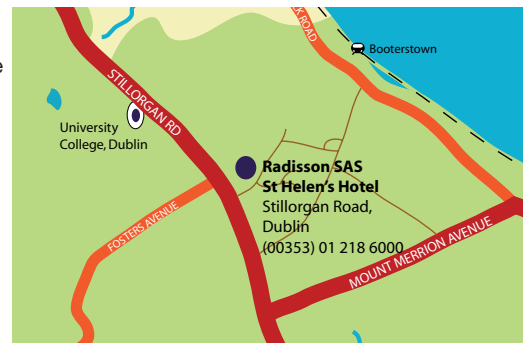 K ROAD
Booterstown
e
STILLORGAN RD
University
College, Dublin
Radisson SAS
St Helen's Hotel
Stillorgan Road,
Dublin
(00353) 01 218 6000
FOSTERS AVENUE
MOUNT MERRION AVENUE